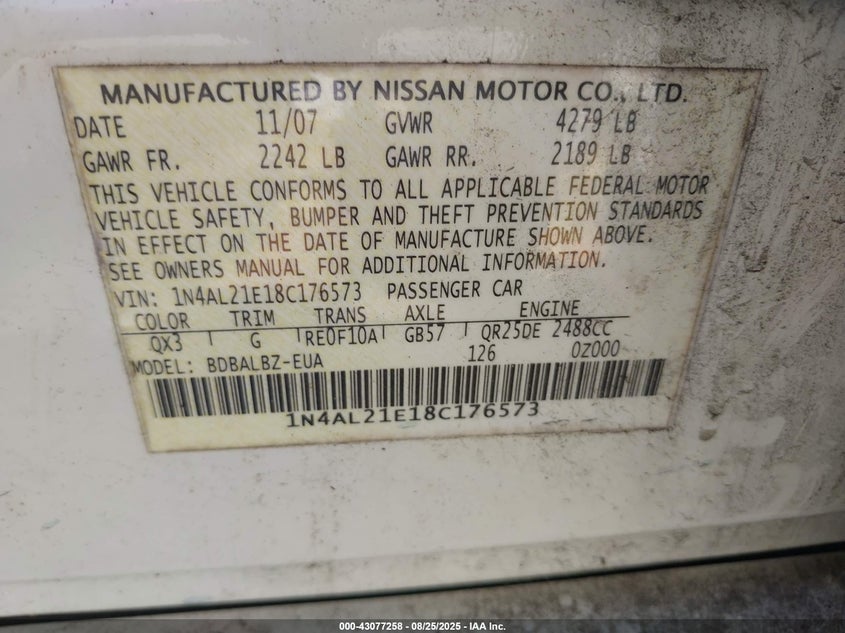 MANUFACTURED BY NISSAN MOTOR CO., LTD.
DATE 11/07 GVWR 4279 LB
GAWR FR. 2242 LB GAWR RR. 2189 LB
THIS VEHICLE CONFORMS TO ALL APPLICABLE FEDERAL MOTOR
VEHICLE SAFETY, BUMPER AND THEFT PREVENTION STANDARDS
IN EFFECT ON THE DATE OF MANUFACTURE SHOWN ABOVE.
SEE OWNERS MANUAL FOR ADDITIONAL INFORMATION.
VIN: 1N4AL21E18C176573 PASSENGER CAR
COLOR TRIM TRANS AXLE ENGINE
QX3 G RE0F10A GB57 QR25DE 2488CC
MODEL: BDBALBZ-EUA 126 0Z000
1N4AL21E18C176573
000-43077258 - 08/25/2025 - IAA Inc.